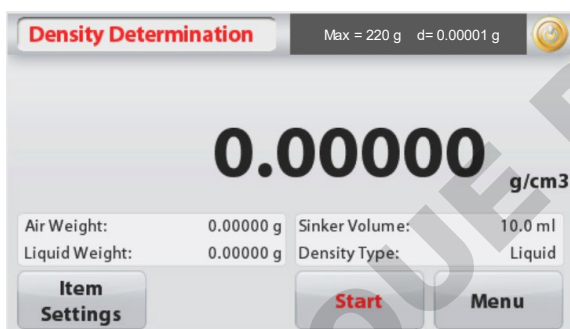 Density Determination
Max = 220 g d= 0.00001 g
0.00000
g/cm3
Air Weight: 0.00000 g Sinker Volume: 10.0 ml
Liquid Weight: 0.00000 g Density Type: Liquid
Item
Settings
Start
Menu